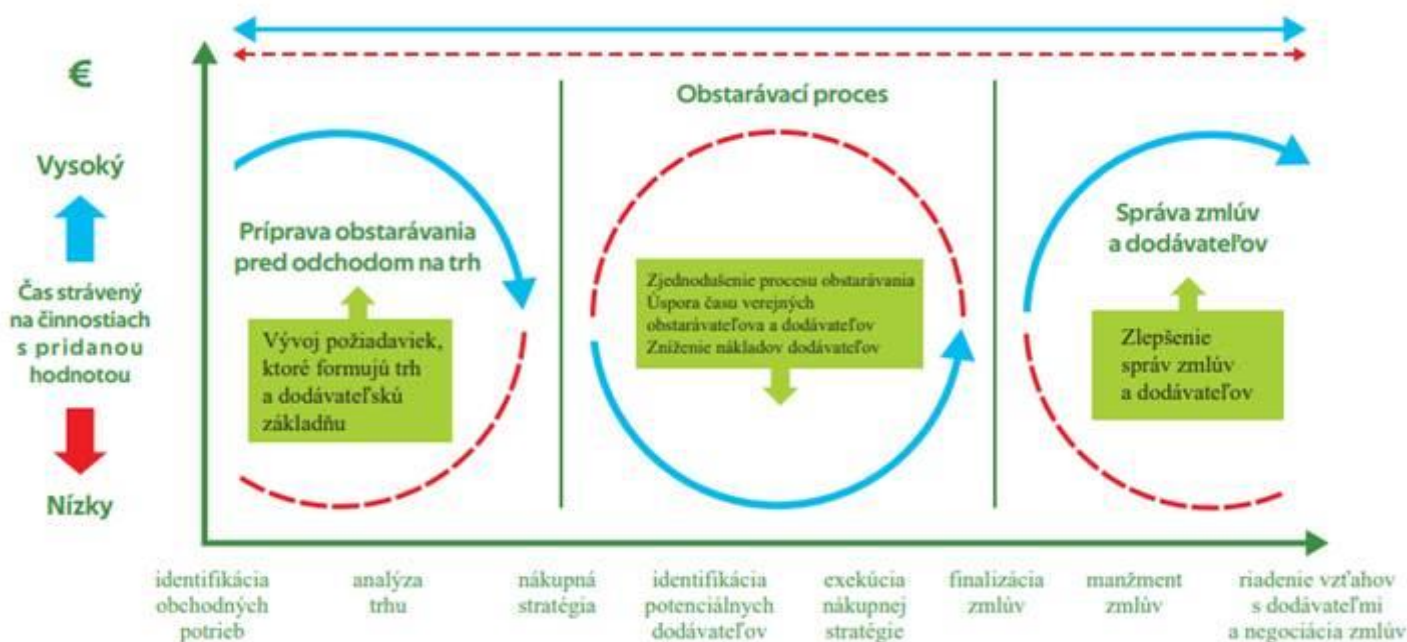 €
Vysoký
Čas strávený
na činnostiach
s pridanou
hodnotou
Nízky
Príprava obstarávania
pred odchodom na trh
Vývoj požiadaviek,
ktoré formujú trh
a dodávateľskú
základňu
Obstarávací proces
Zjednodušenie procesu obstarávania
Úspora času verejných
obstarávateľova a dodávateľov
Zníženie nákladov dodávateľov
Správa zmlúv
a dodávateľov
Zlepšenie
správ zmlúv
a dodávateľov
identifikácia
obchodných
potrieb
analýza
trhu
nákupná
stratégia
identifikácia
potenciálnych
dodávateľov
exekúcia
nákupnej
stratégie
finalizácia
zmlúv
manžment
zmlúv
riadenie vzťahov
s dodávateľmi
a negociácia zmlúv